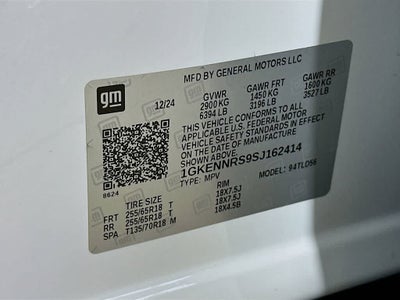 gm
MFD BY GENERAL MOTORS LLC
12/24 GVWR GAWR FRT GAWR RR
2900 KG 1450 KG 1600 KG
6394 LB 3196 LB 3527 LB
THIS VEHICLE CONFORMS TO ALL
APPLICABLE U.S. FEDERAL MOTOR
VEHICLE SAFETY STANDARDS IN EFFECT
ON THE DATE OF MANUFACTURE
SHOWN ABOVE
1GKENNRS9SJ162414
8624 TYPE: MPV MODEL: 94TLO56
TIRE SIZE RIM
FRT 255/65R18 T 18X7.5J
RR 255/65R18 T 18X7.5J
SPA T135/70R18 M 18X4.5B